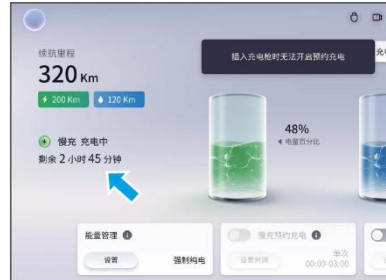 续航里程
320 Km
200 Km 120 Km
慢充 充电中
剩余 2 小时 45 分钟
插入充电枪时无法开启预约充电
充电
48%
电量百分比
能量管理
设置 强制纯电
慢充预约充电
设置时间 单次
00:00-03:00